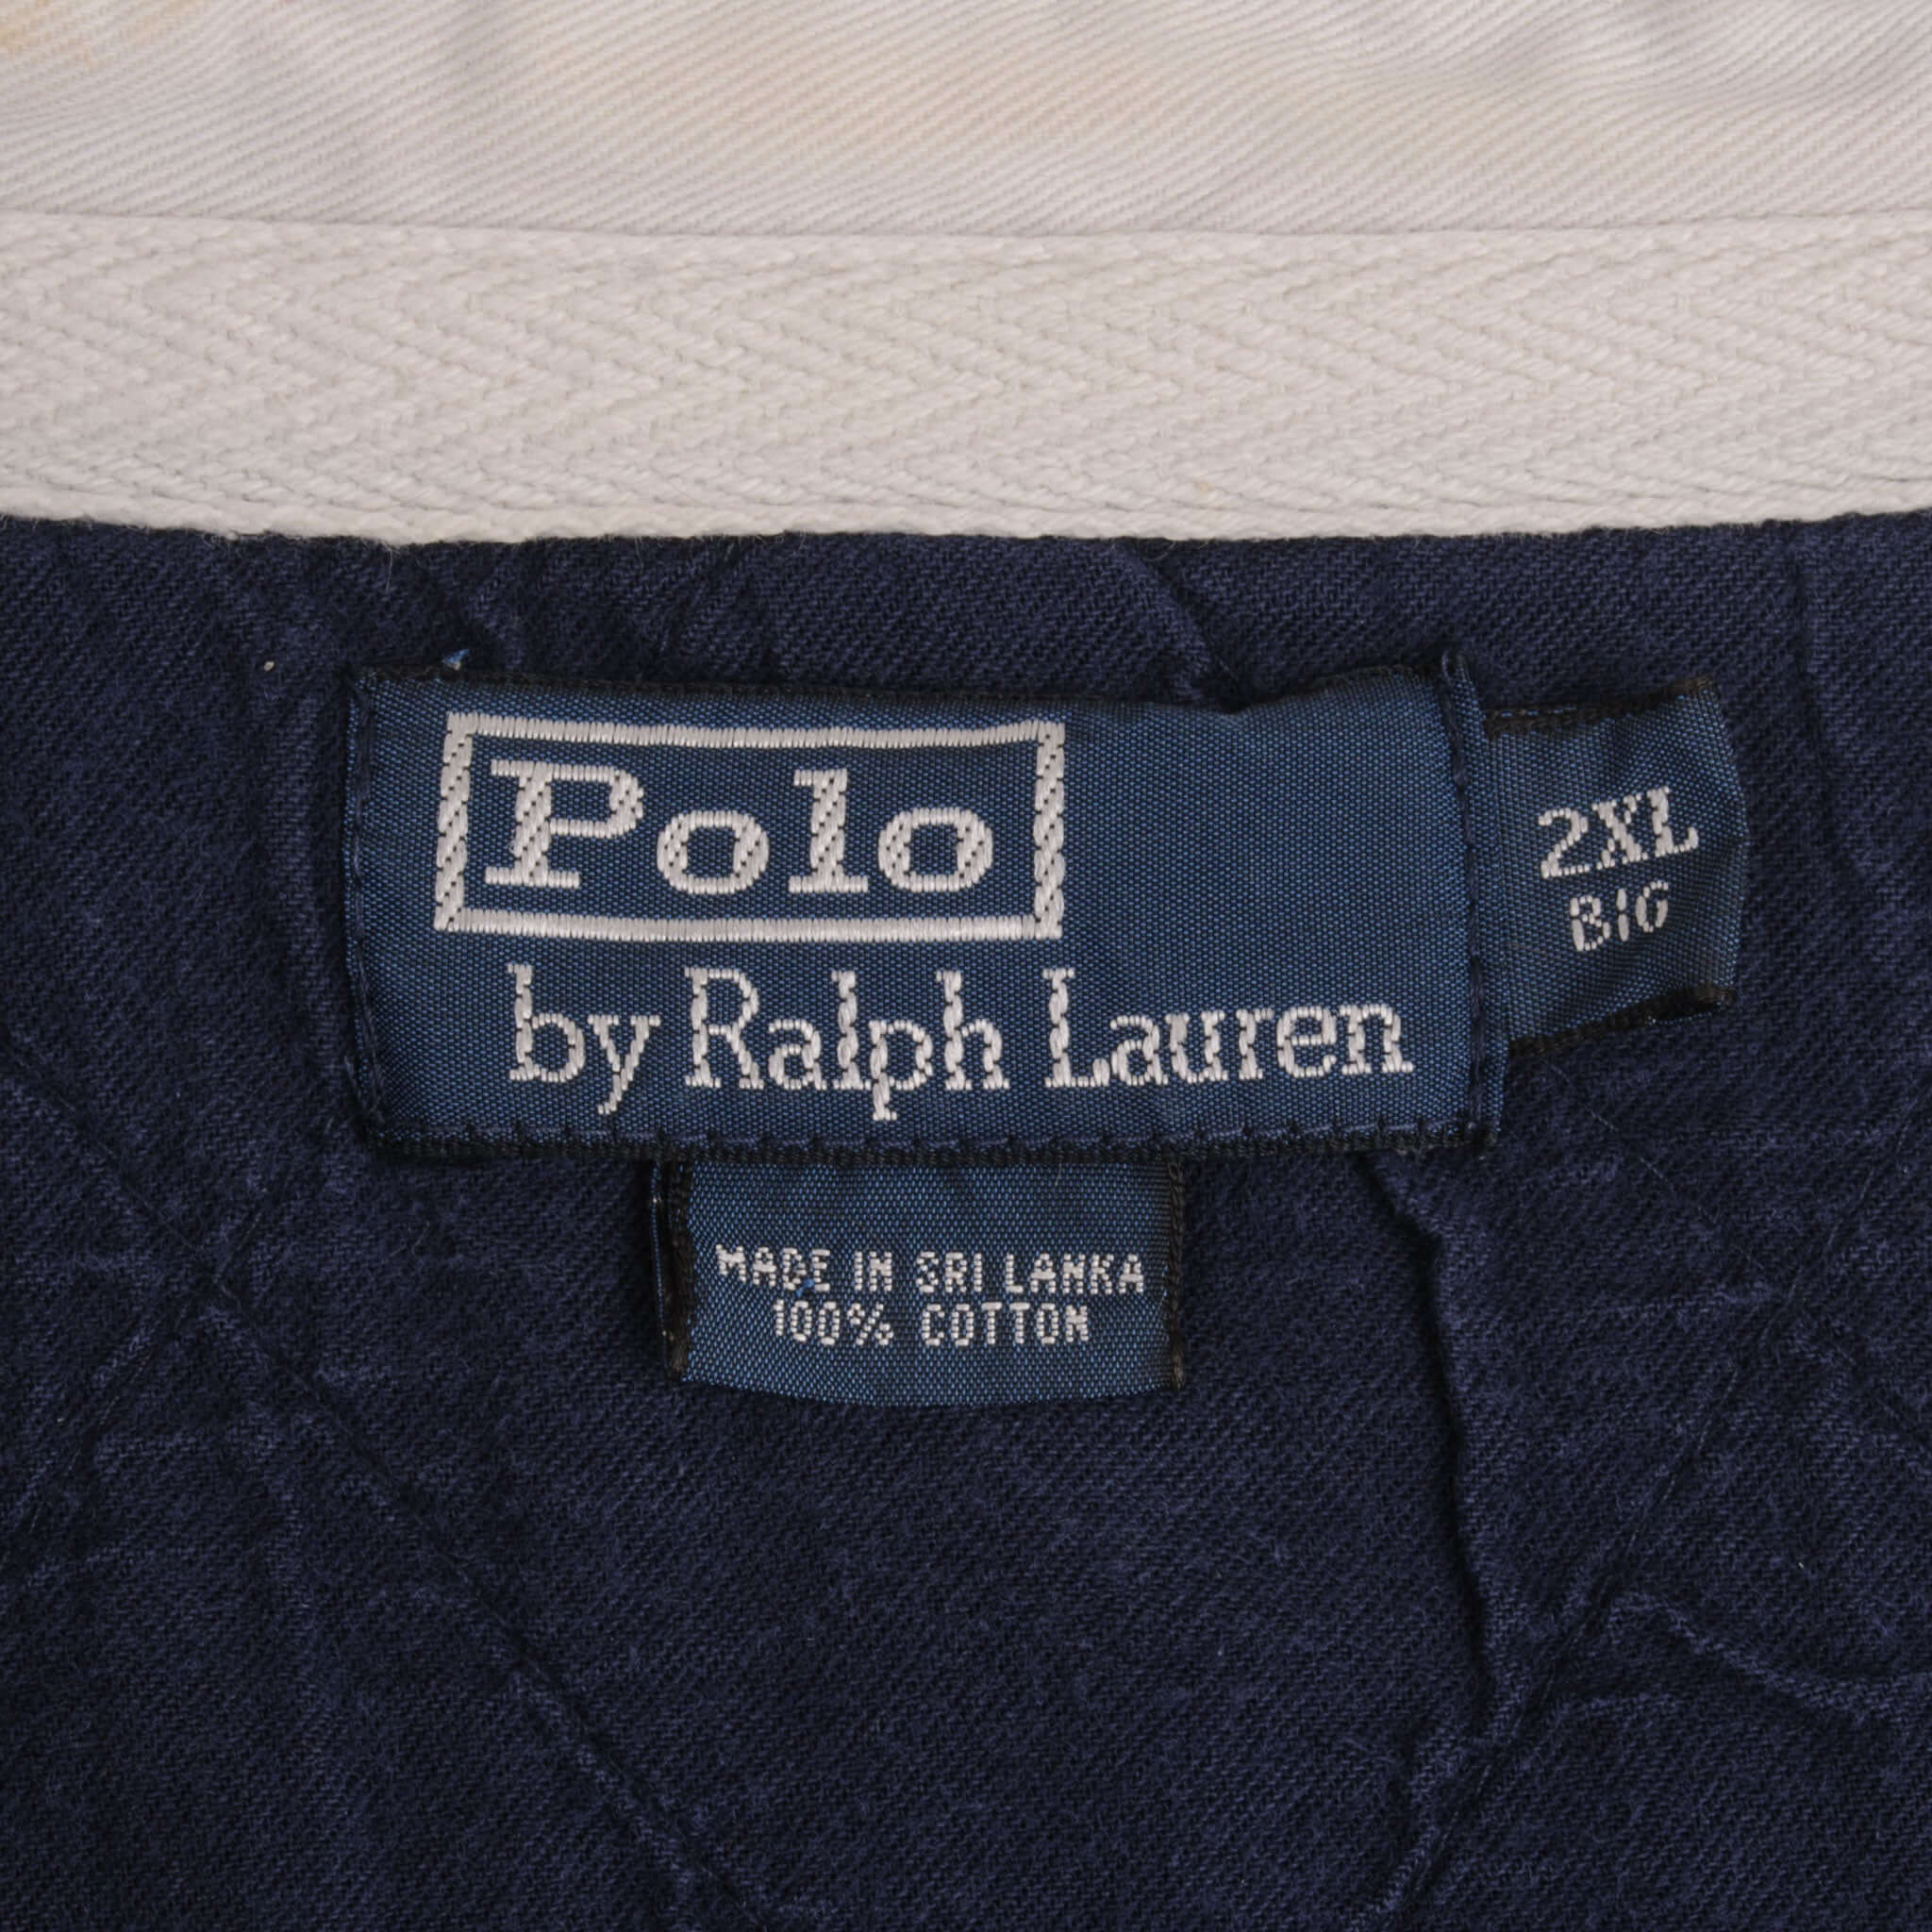 Polo
by Ralph Lauren
2XL
BIG
MADE IN SRI LANKA
100% COTTON